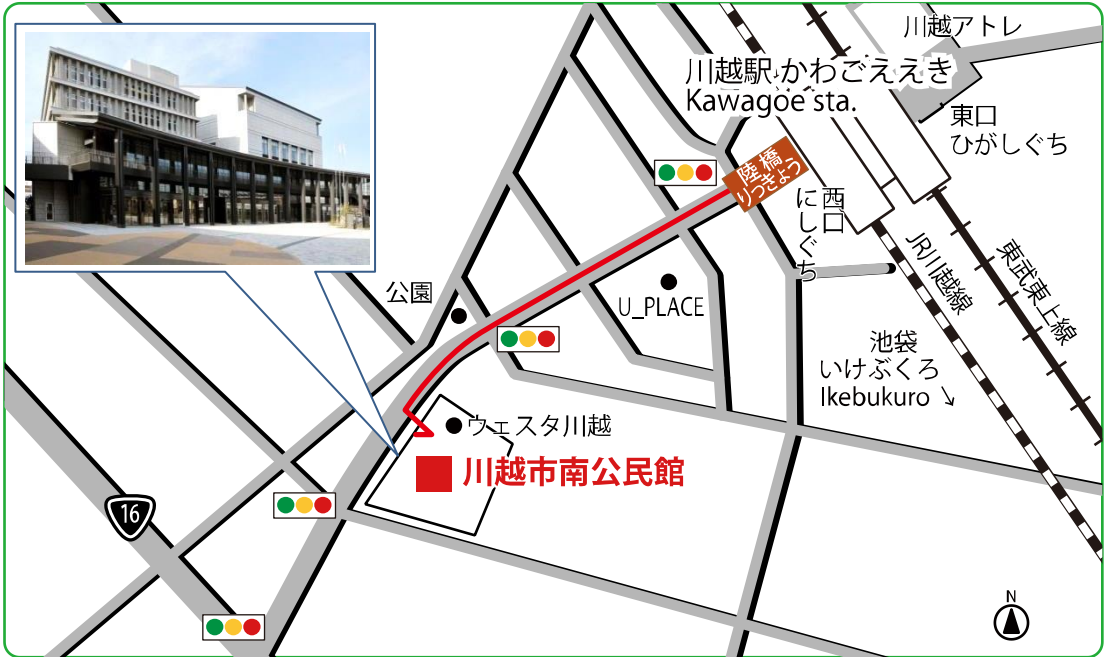 川越アトレ
川越駅 かわごええき
Kawagoe sta.
東口
ひがしぐち
陸橋
りっきょう
西口
にしぐち
JR川越線
東武東上線
公園
U_PLACE
池袋
いけぶくろ
Ikebukuro ↘
ウェスタ川越
川越市南公民館
16
N